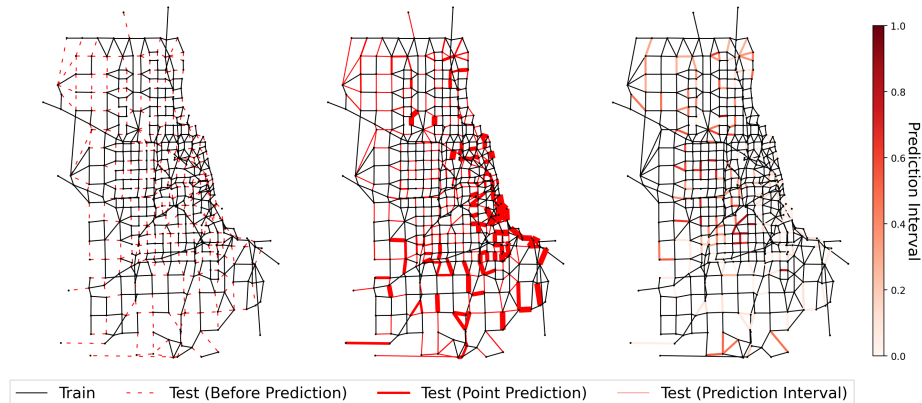 1.0
0.8
0.6
0.4
0.2
0.0
Prediction Interval
Train
Test (Before Prediction)
Test (Point Prediction)
Test (Prediction Interval)